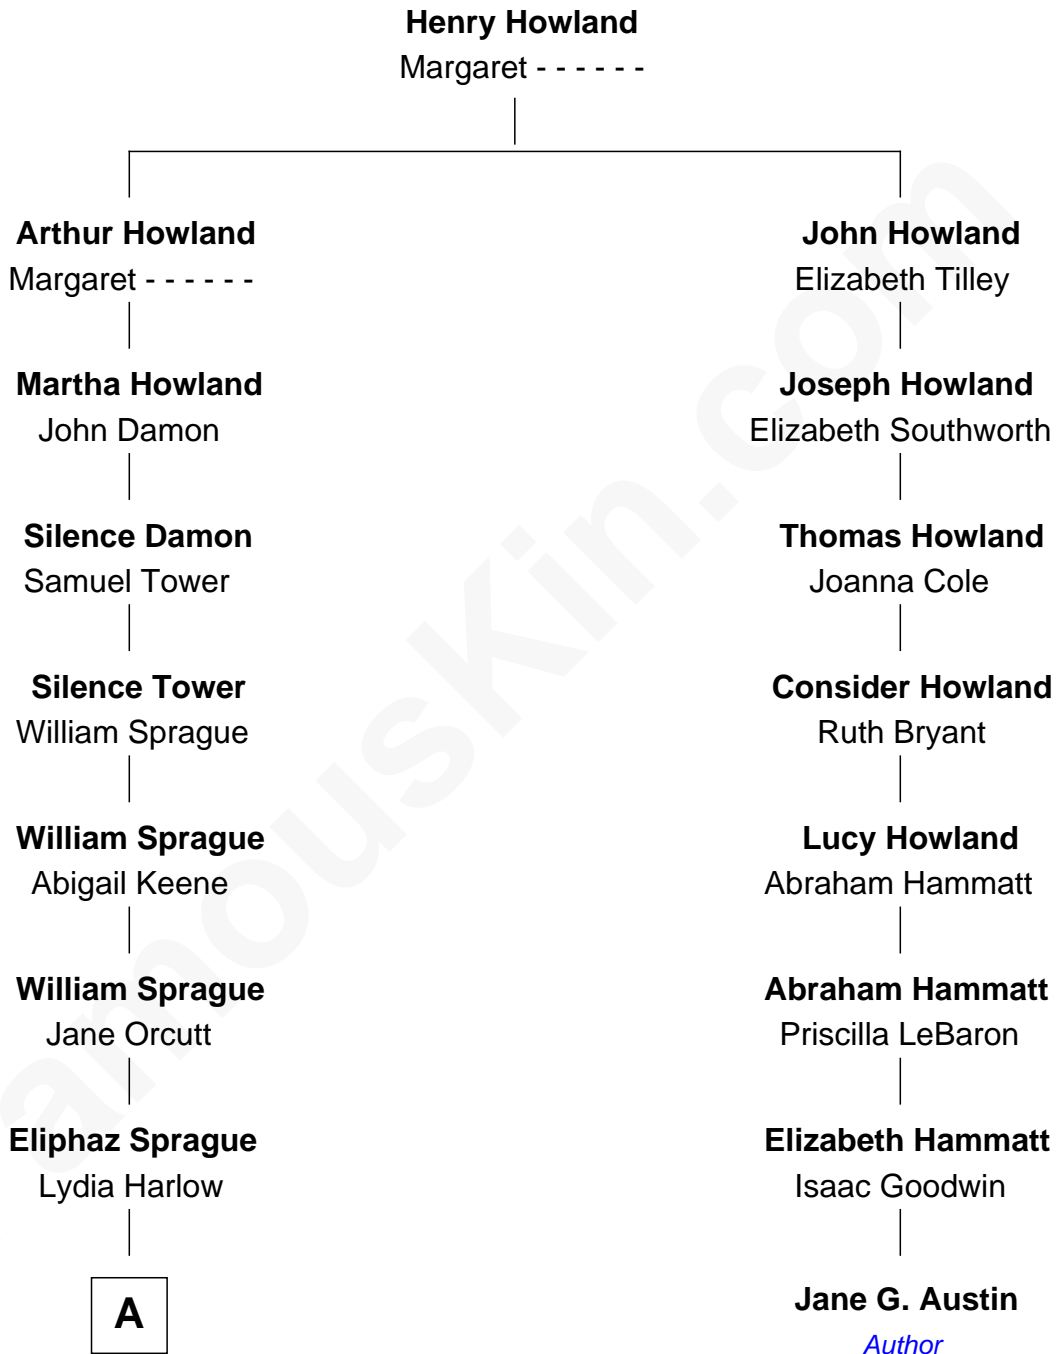 Henry Howland
Margaret - - - - - -
Arthur Howland
Margaret - - - - - -
John Howland
Elizabeth Tilley
Martha Howland
John Damon
Joseph Howland
Elizabeth Southworth
Silence Damon
Samuel Tower
Thomas Howland
Joanna Cole
Silence Tower
William Sprague
Consider Howland
Ruth Bryant
William Sprague
Abigail Keene
Lucy Howland
Abraham Hammatt
William Sprague
Jane Orcutt
Abraham Hammatt
Priscilla LeBaron
Eliphaz Sprague
Lydia Harlow
Elizabeth Hammatt
Isaac Goodwin
A
Jane G. Austin
Author
amousKin.com